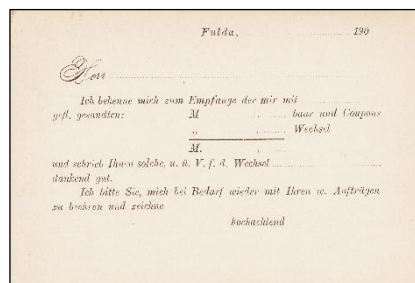 Fulda, ............ 190
Herr ............
Ich bekenne mich zum Empfange der mir mit ............
gefl. gesandten: M ............ baar und Coupons
„ ............ Wechsel
M. ............
und schrieb Ihnen solche, u. ü. V. f. d. Wechsel ............
dankend gut.
Ich bitte Sie, mich bei Bedarf wieder mit Ihren w. Aufträgen
zu beehren und zeichne
hochachtend